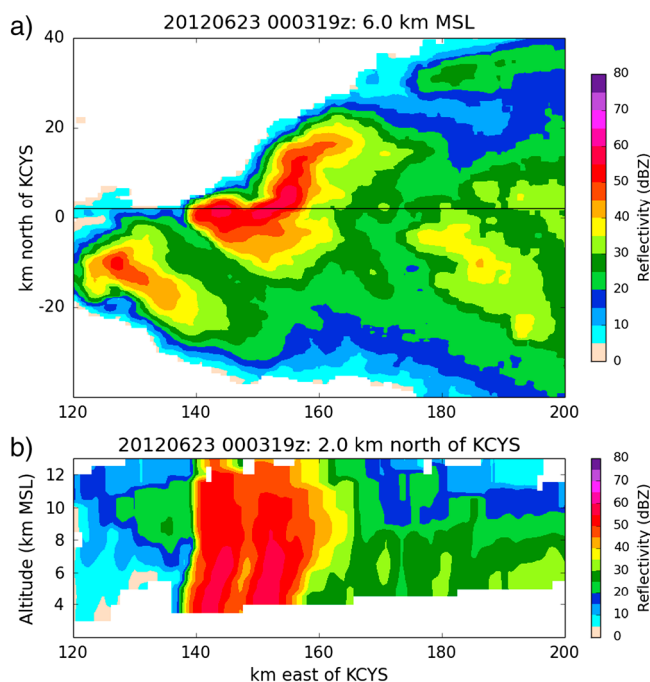 a)
20120623 000319z: 6.0 km MSL
40
20
0
-20
120 140 160 180 200
km north of KCYS
80
70
60
50
40
30
20
10
0
Reflectivity (dBZ)
b)
20120623 000319z: 2.0 km north of KCYS
12
10
8
6
4
120 140 160 180 200
Altitude (km MSL)
km east of KCYS
80
70
60
50
40
30
20
10
0
Reflectivity (dBZ)